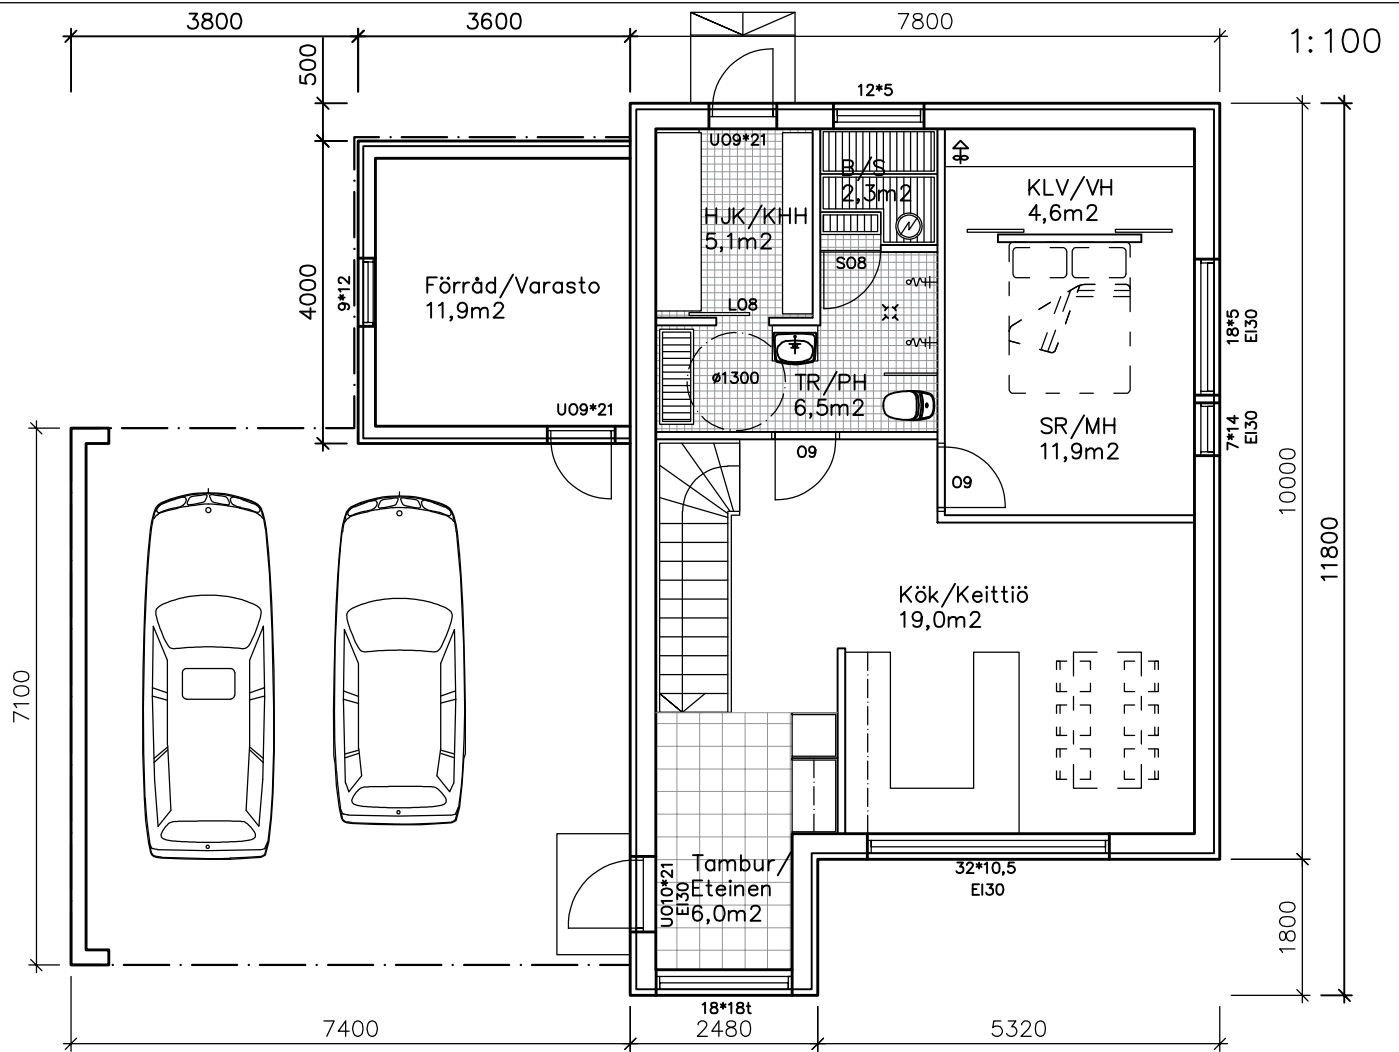 3800
3600
7800
1:100
500
12*5
U09*21
B/S
2,3m2
KLV/VH
4,6m2
HJK/KHH
5,1m2
S08
4000
9*12
Förråd/Varasto
11,9m2
L08
18*5
EI30
ø1300
TR/PH
6,5m2
U09*21
SR/MH
11,9m2
7*14
EI30
09
09
10000
11800
Kök/Keittiö
19,0m2
7100
Tambur/
Eteinen
6,0m2
U010*21
EI30
32*10,5
EI30
1800
18*18t
7400
2480
5320